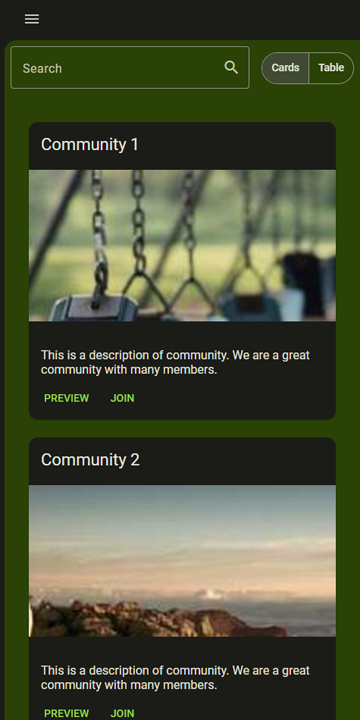 Search
Cards Table
Community 1
This is a description of community. We are a great
community with many members.
PREVIEW JOIN
Community 2
This is a description of community. We are a great
community with many members.
PREVIEW JOIN